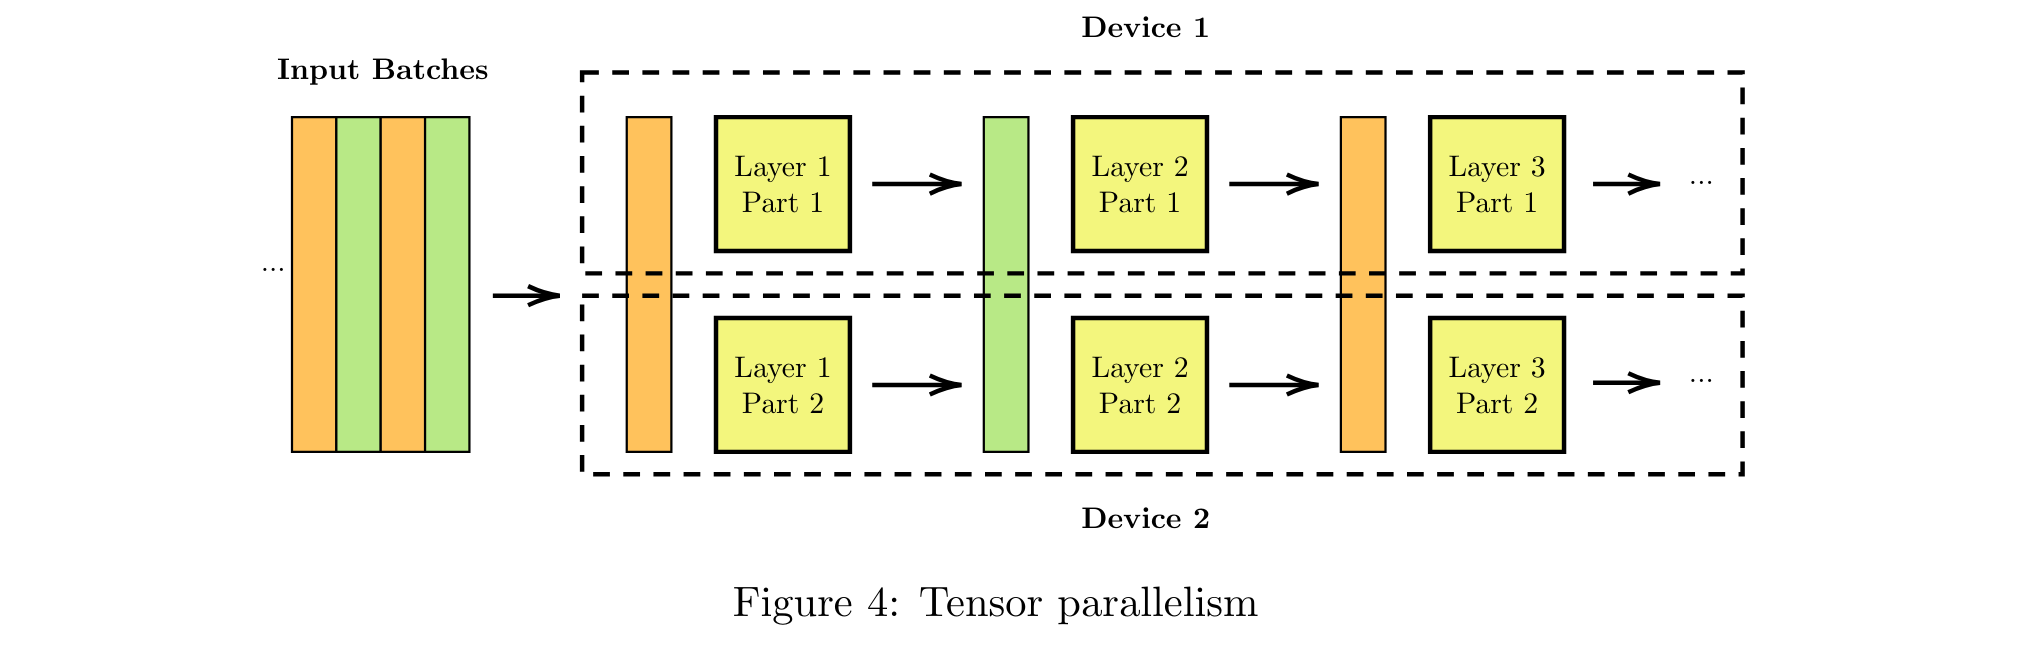 Device 1
Input Batches
Layer 1
Part 1
Layer 2
Part 1
Layer 3
Part 1
...
...
Layer 1
Part 2
Layer 2
Part 2
Layer 3
Part 2
...
Device 2
Figure 4: Tensor parallelism